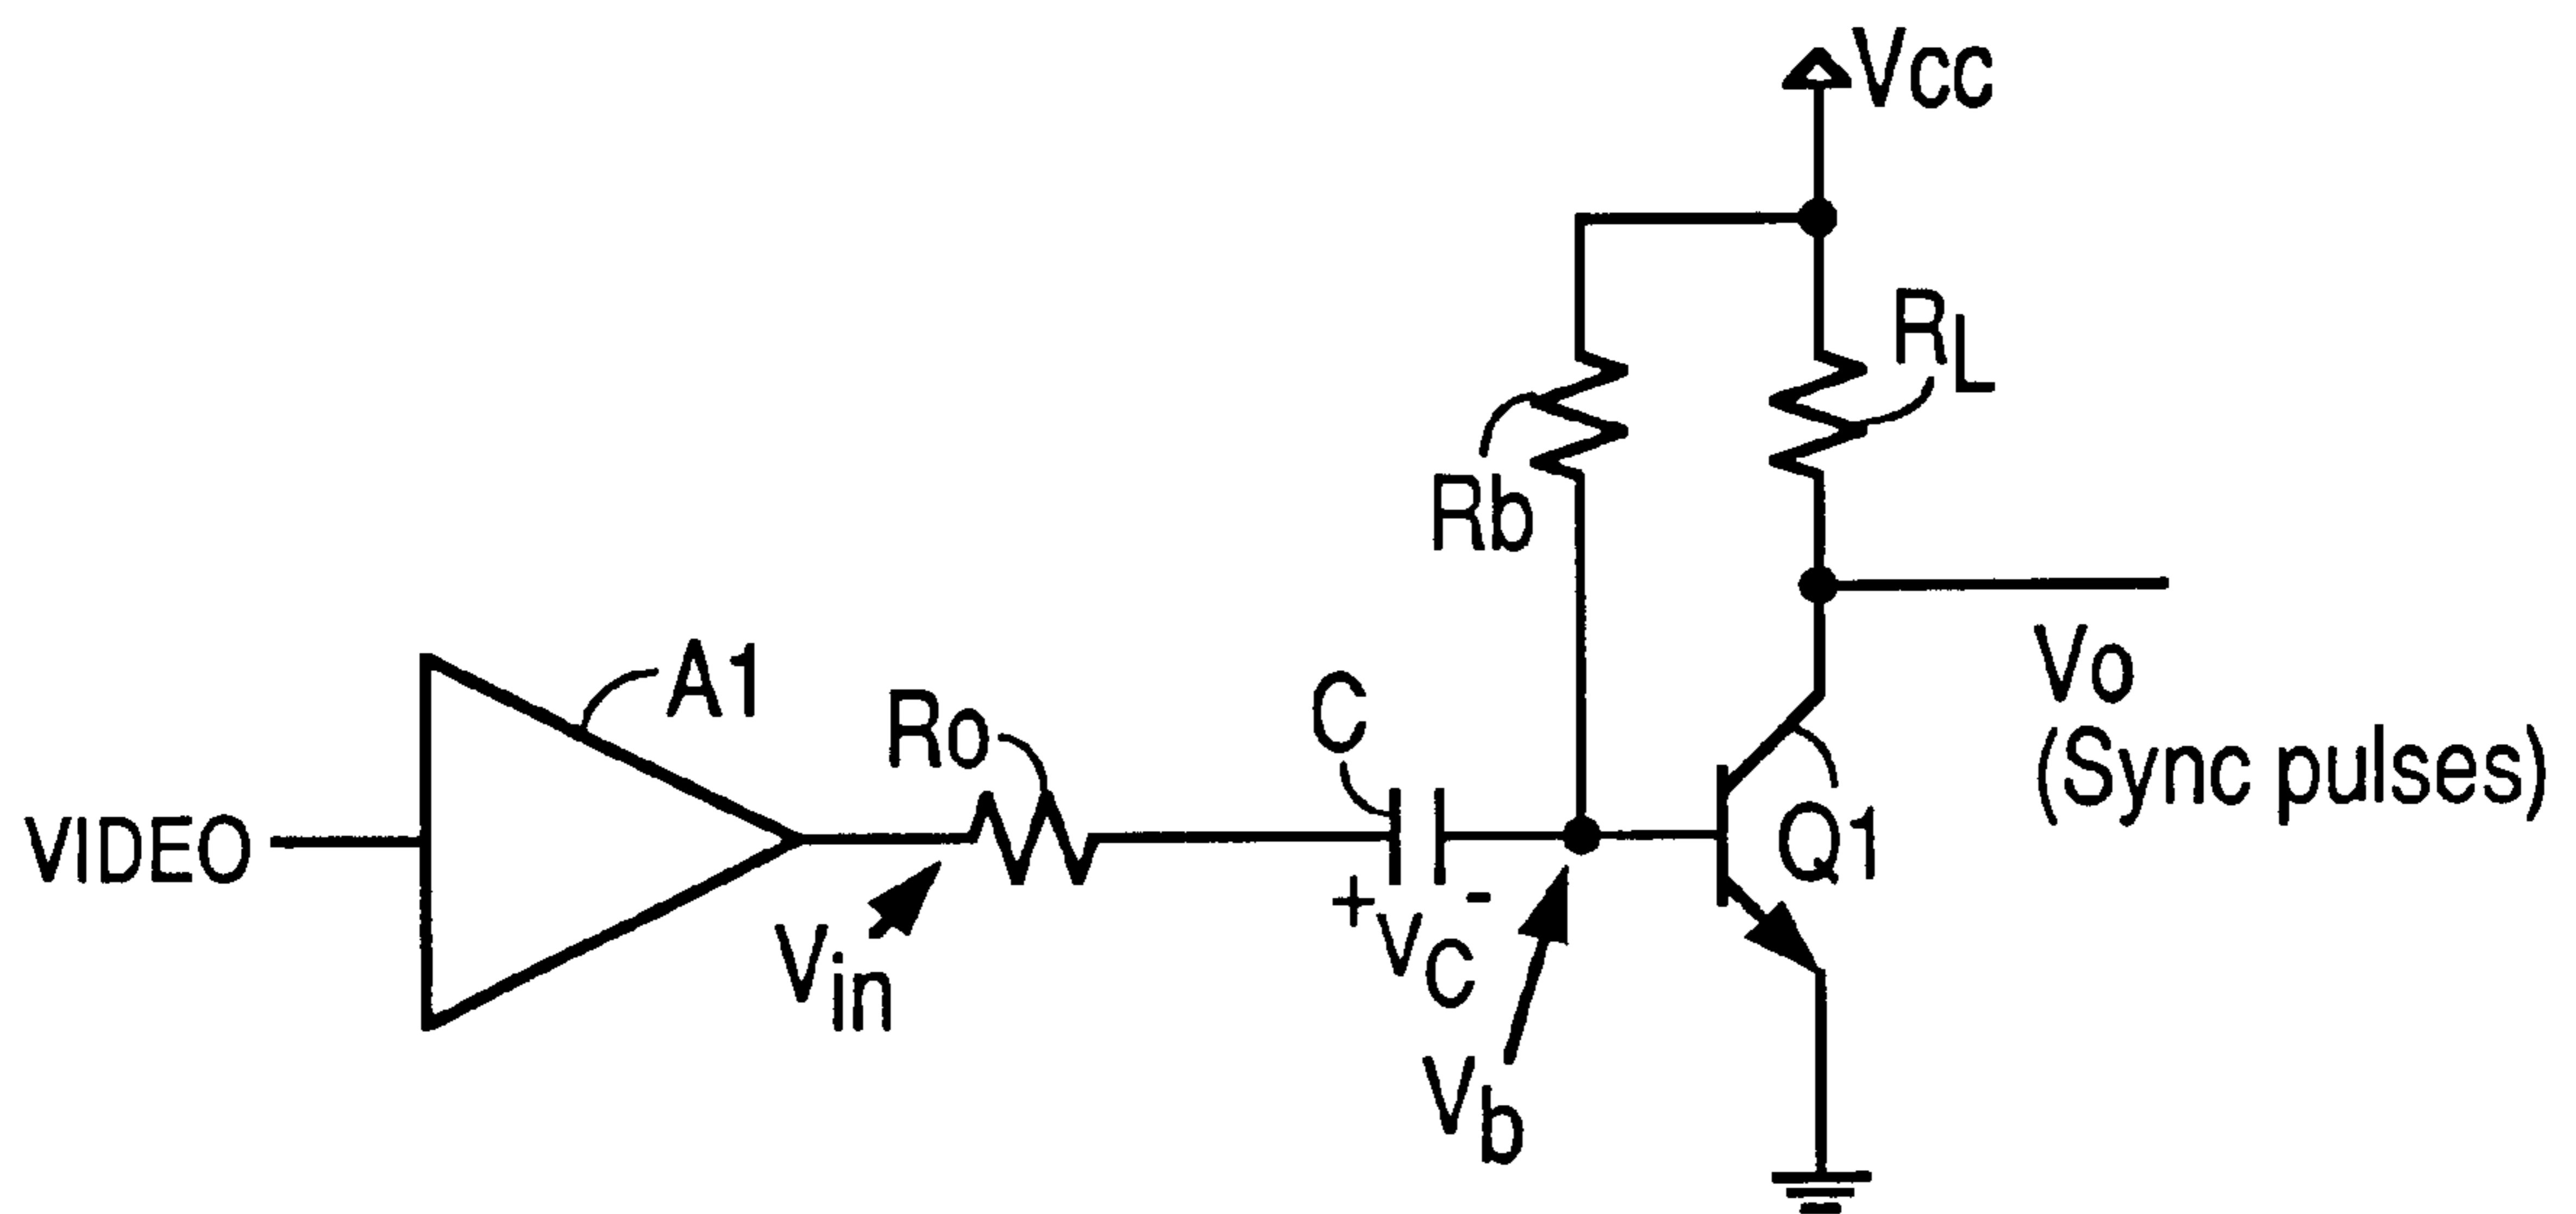 Vcc
RL
Rb
Vo
(Sync pulses)
A1
Ro
C
Q1
VIDEO
Vin
+ VC -
Vb